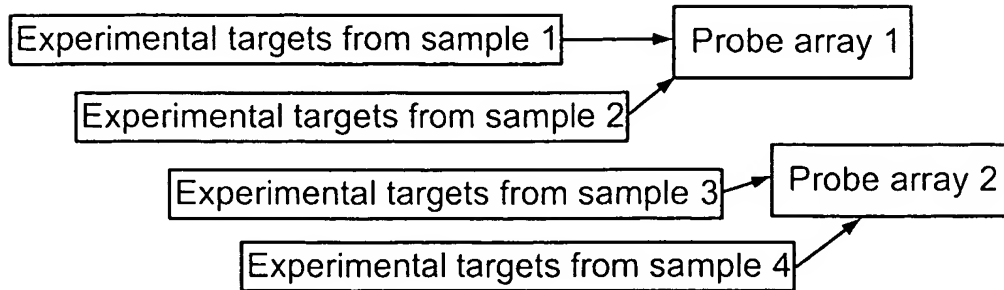 Experimental targets from sample 1
Probe array 1
Experimental targets from sample 2
Experimental targets from sample 3
Probe array 2
Experimental targets from sample 4